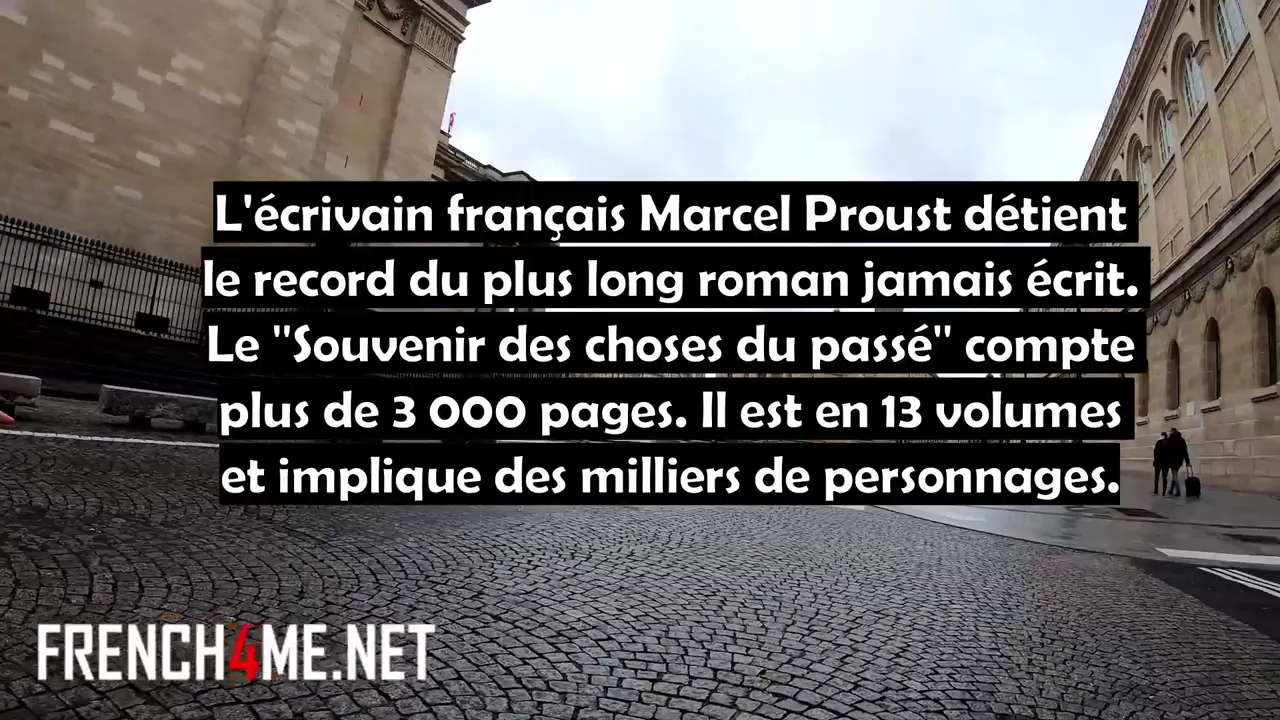 L'écrivain français Marcel Proust détient
le record du plus long roman jamais écrit.
Le "Souvenir des choses du passé" compte
plus de 3 000 pages. Il est en 13 volumes
et implique des milliers de personnages.
FRENCH4ME.NET